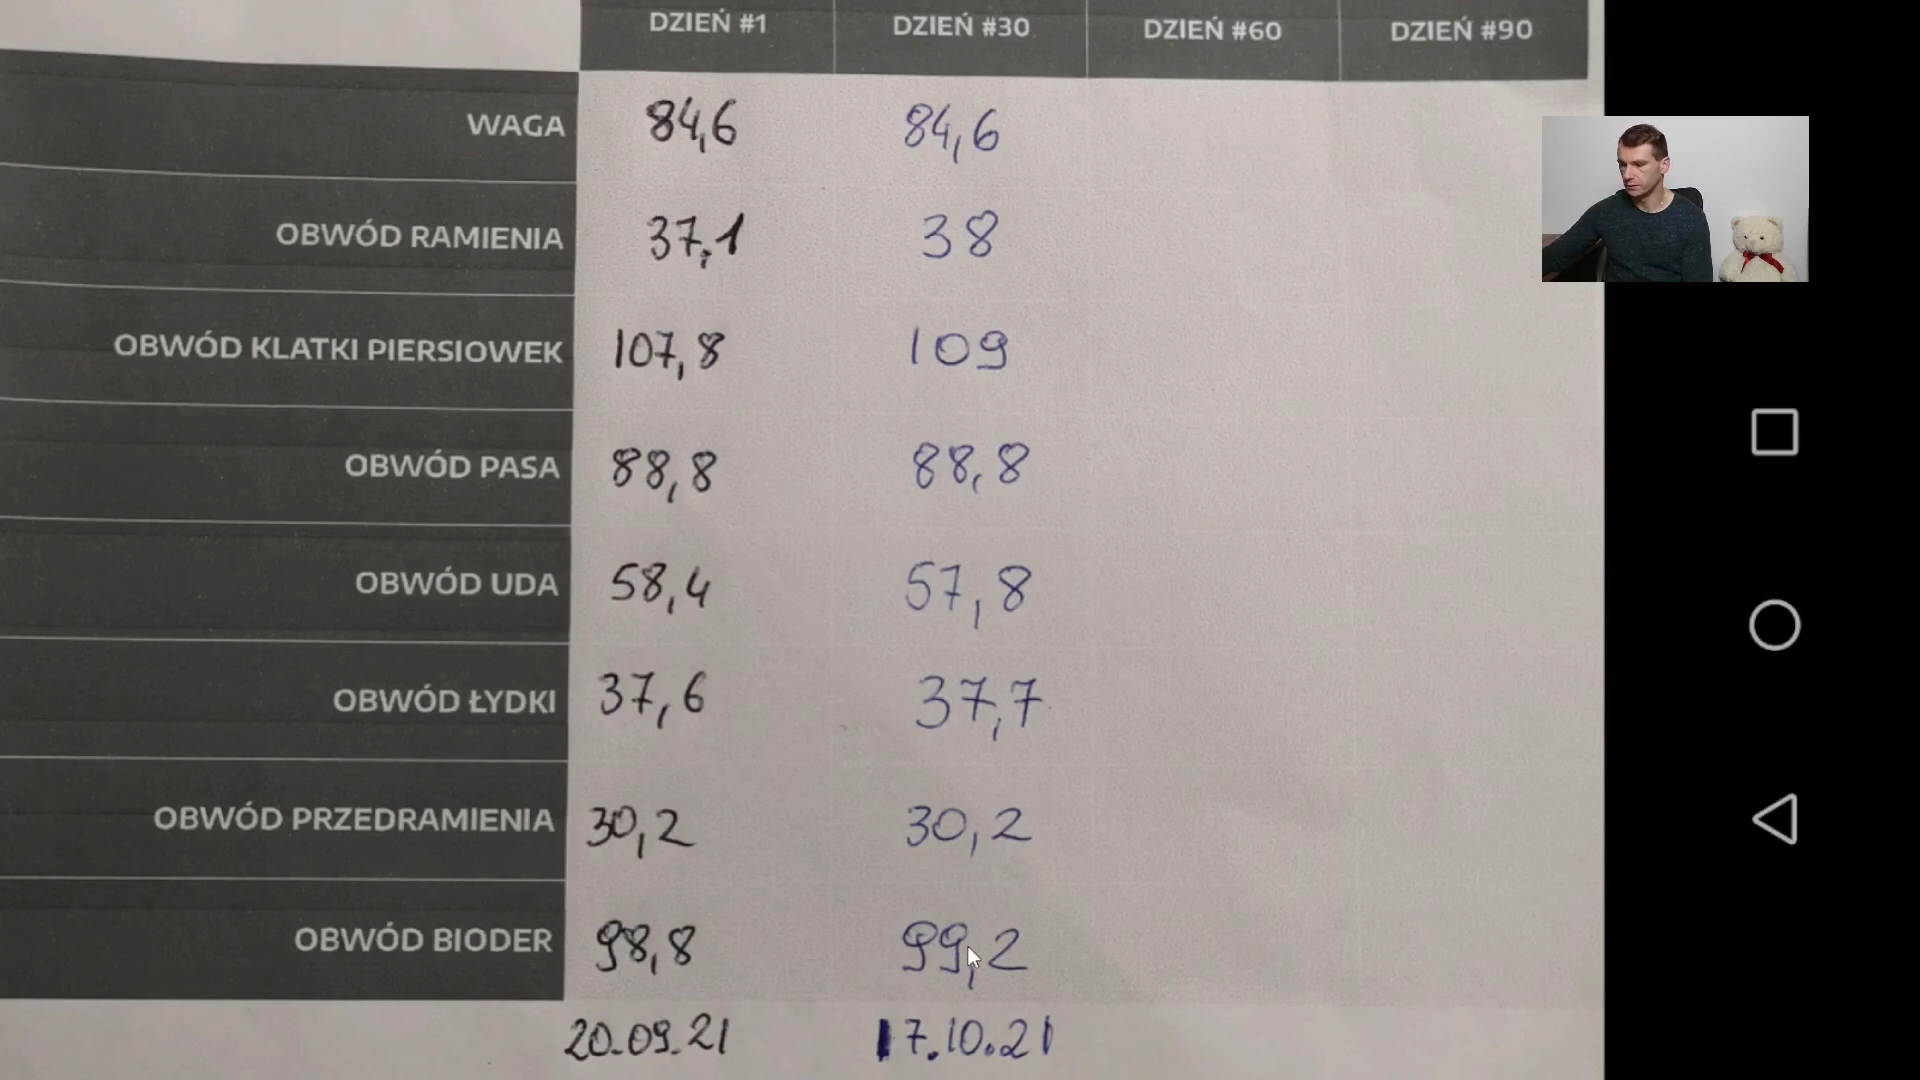 DZIEŃ #1 DZIEŃ #30 DZIEŃ #60 DZIEŃ #90
WAGA 84,6 84,6
OBWÓD RAMIENIA 37,1 38
OBWÓD KLATKI PIERSIOWEK 107,8 109
OBWÓD PASA 88,8 88,8
OBWÓD UDA 58,4 57,8
OBWÓD ŁYDKI 37,6 37,7
OBWÓD PRZEDRAMIENIA 30,2 30,2
OBWÓD BIODER 98,8 99,2
20.09.21 17.10.21